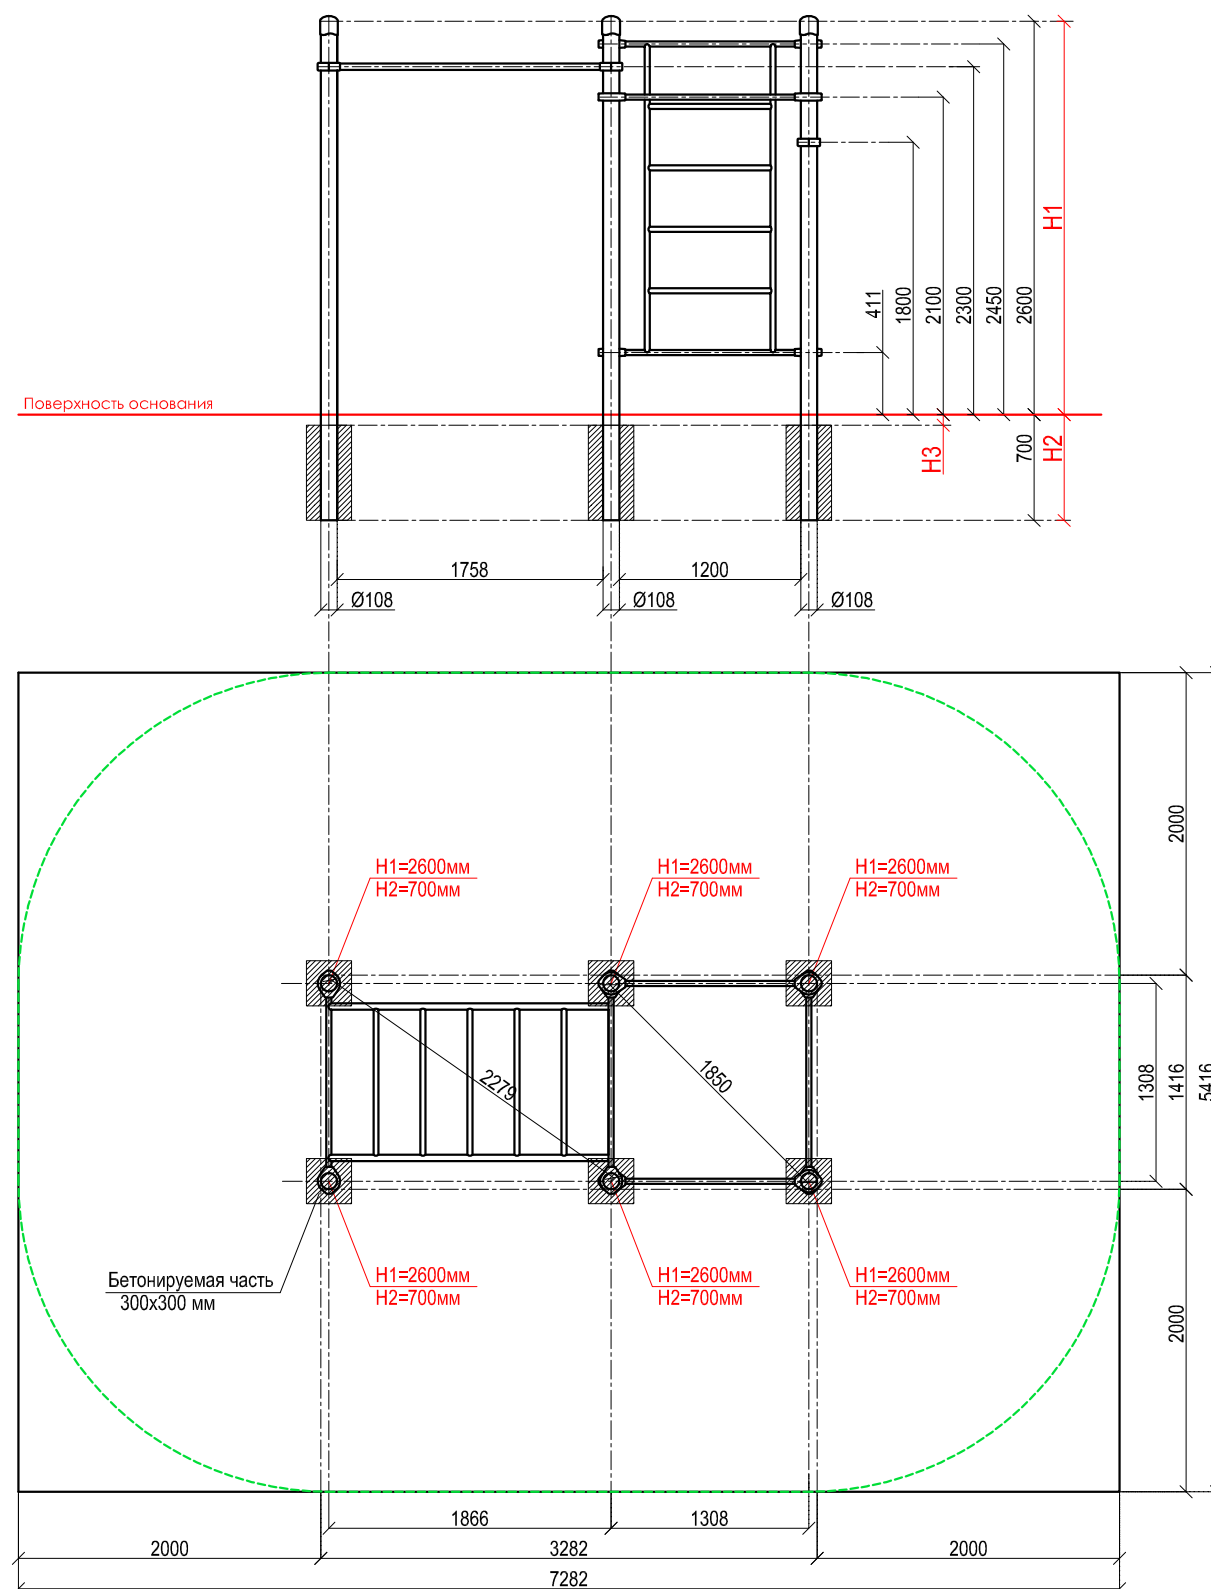 H1
411
1800
2100
2300
2450
2600
Поверхность основания
H3
700
H2
1758
1200
Ø108
Ø108
Ø108
2000
H1=2600мм
H2=700мм
H1=2600мм
H2=700мм
H1=2600мм
H2=700мм
2279
1850
1308
1416
5416
Бетонируемая часть
300х300 мм
H1=2600мм
H2=700мм
H1=2600мм
H2=700мм
H1=2600мм
H2=700мм
2000
1866
1308
2000
3282
2000
7282